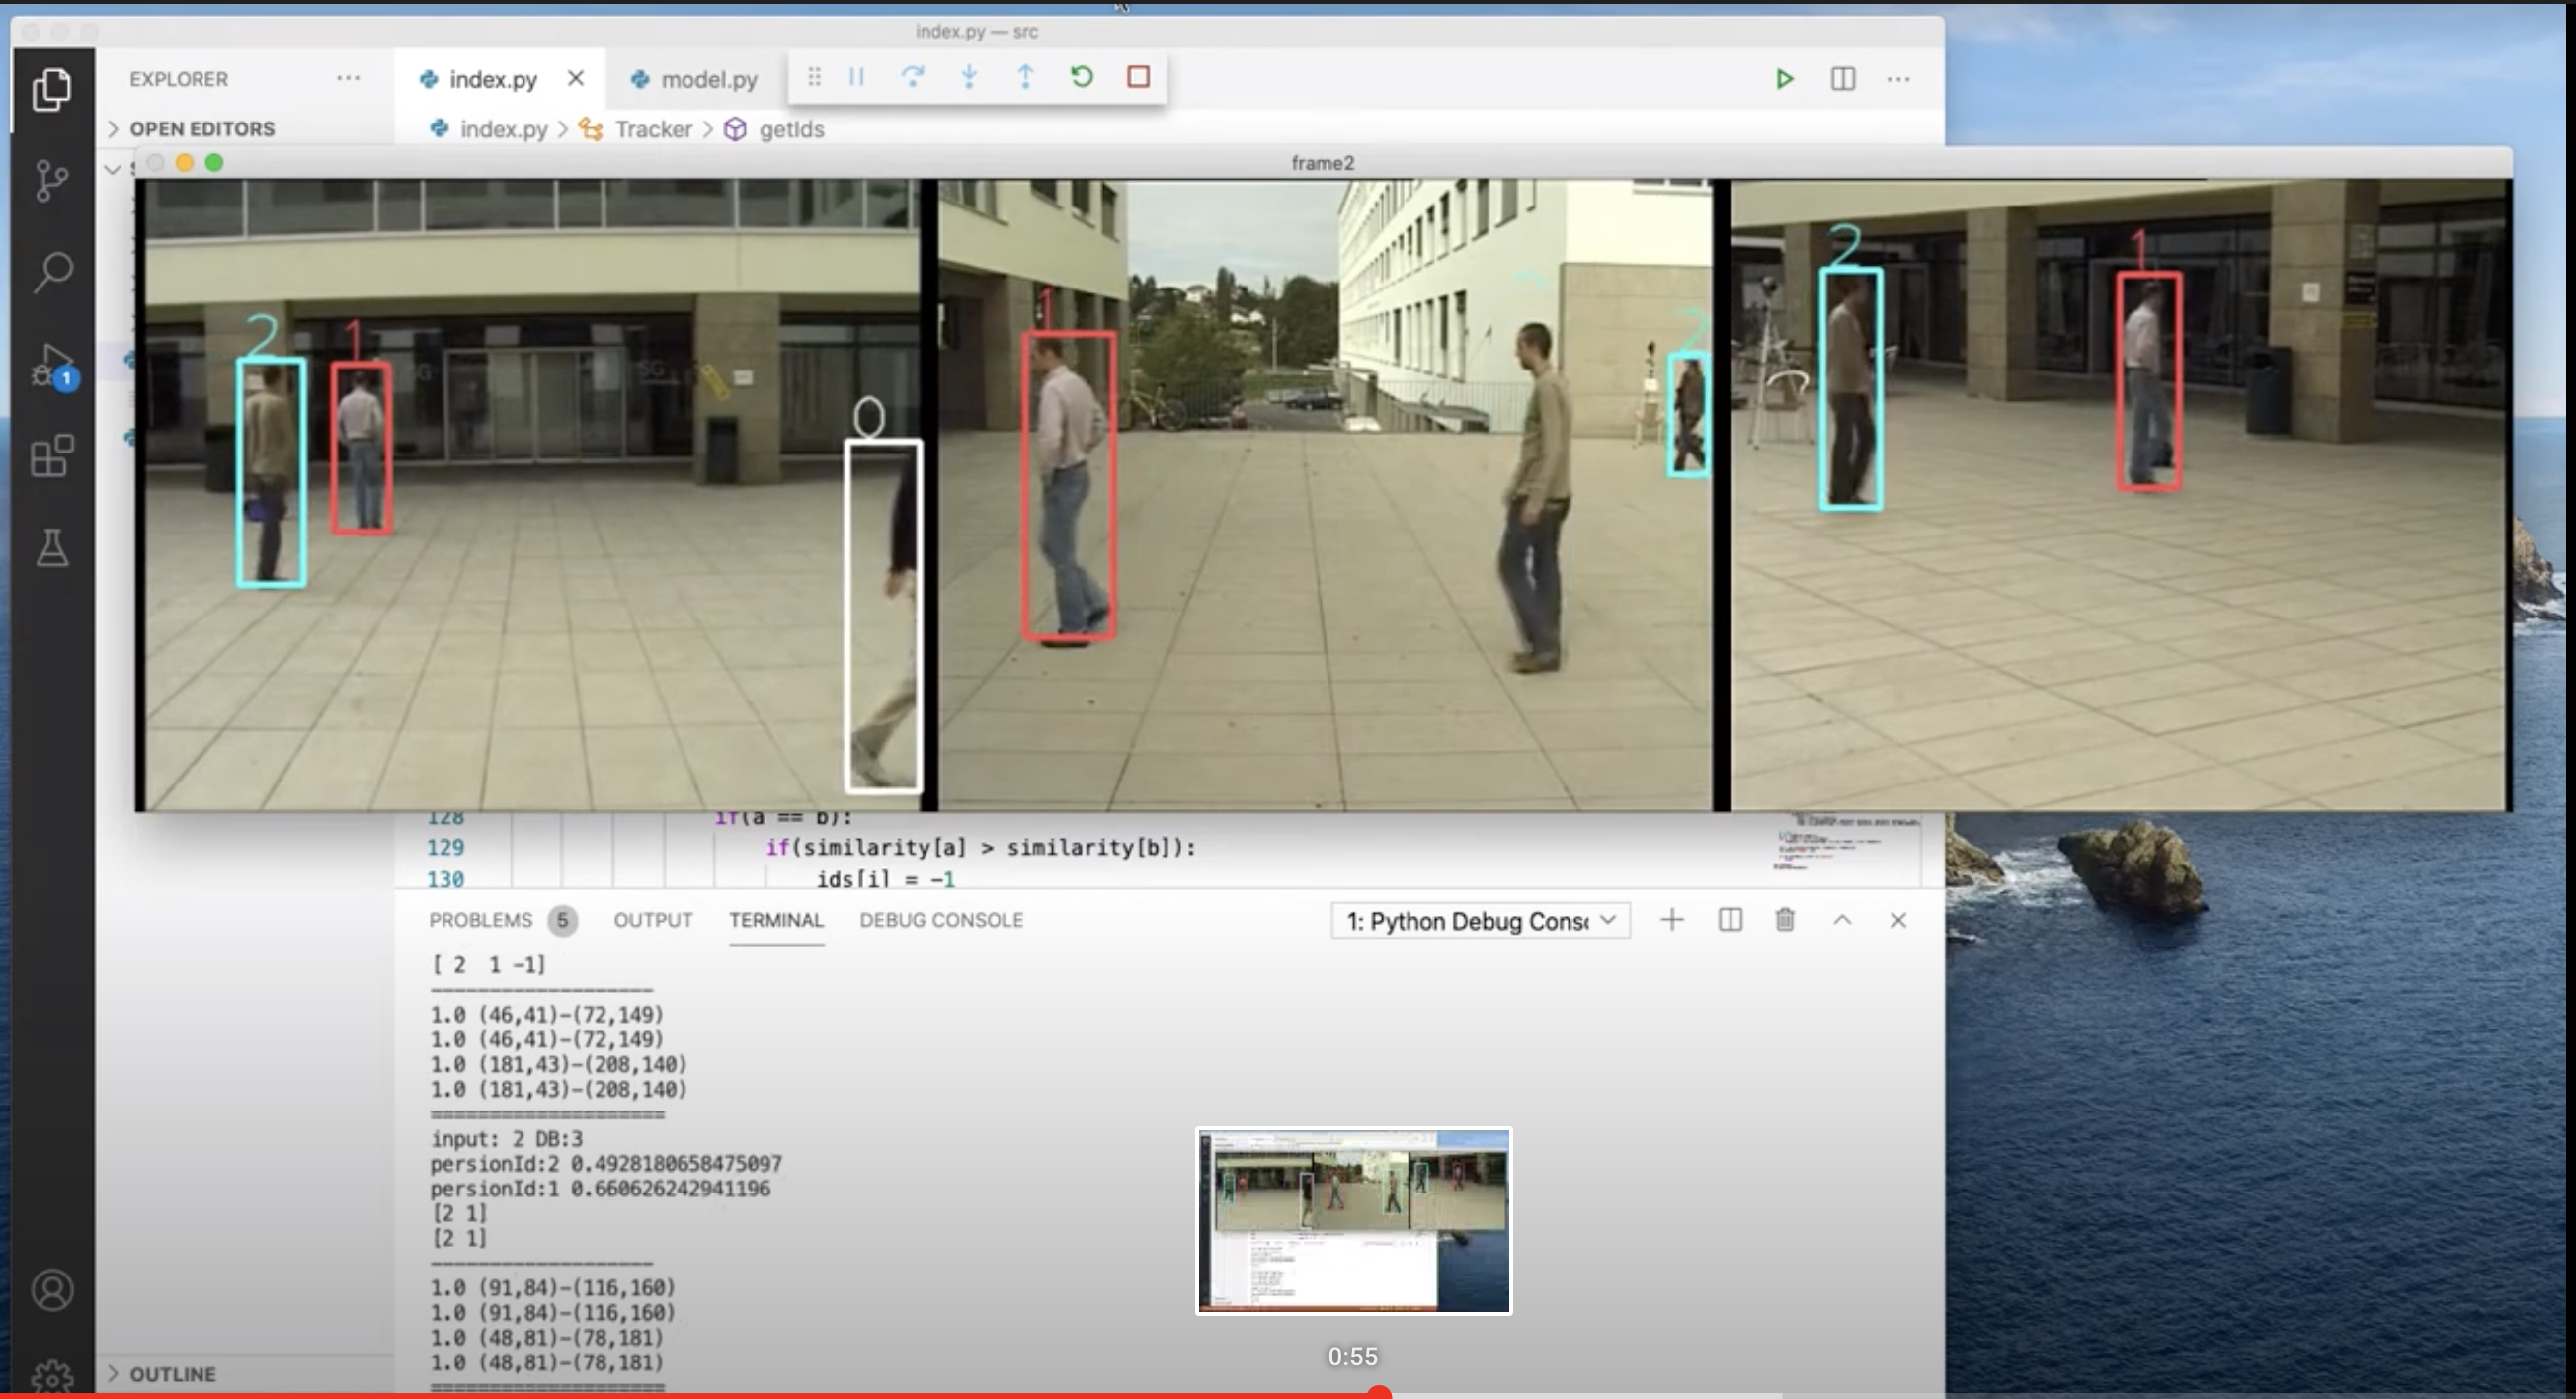 index.py — src
EXPLORER
index.py
model.py
OPEN EDITORS
index.py > Tracker > getIds
frame2
2
1
0
1
2
2
1
128 if(a == b):
129 if(similarity[a] > similarity[b]):
130 ids[i] = -1
PROBLEMS 5 OUTPUT TERMINAL DEBUG CONSOLE 1: Python Debug Consc
[ 2 1 -1]
-------------------
1.0 (46,41)-(72,149)
1.0 (46,41)-(72,149)
1.0 (181,43)-(208,140)
1.0 (181,43)-(208,140)
====================
input: 2 DB:3
persionId:2 0.4928180658475097
persionId:1 0.660626242941196
[2 1]
[2 1]
-------------------
1.0 (91,84)-(116,160)
1.0 (91,84)-(116,160)
1.0 (48,81)-(78,181)
1.0 (48,81)-(78,181)
====================
1
OUTLINE
0:55